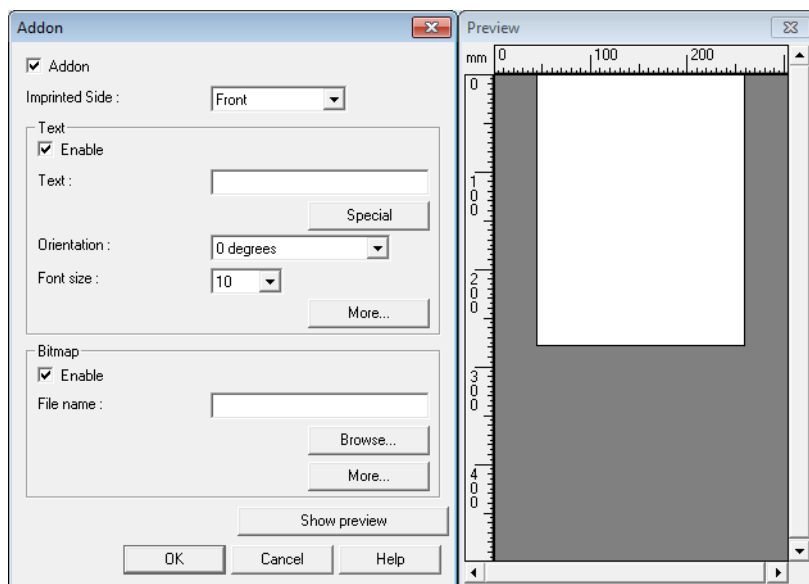 Addon
Addon
Imprinted Side :
Front
Text
Enable
Text :
Special
Orientation :
0 degrees
Font size :
10
More...
Bitmap
Enable
File name :
Browse...
More...
Show preview
OK
Cancel
Help
Preview
mm
0
100
200
0
100
200
300
400